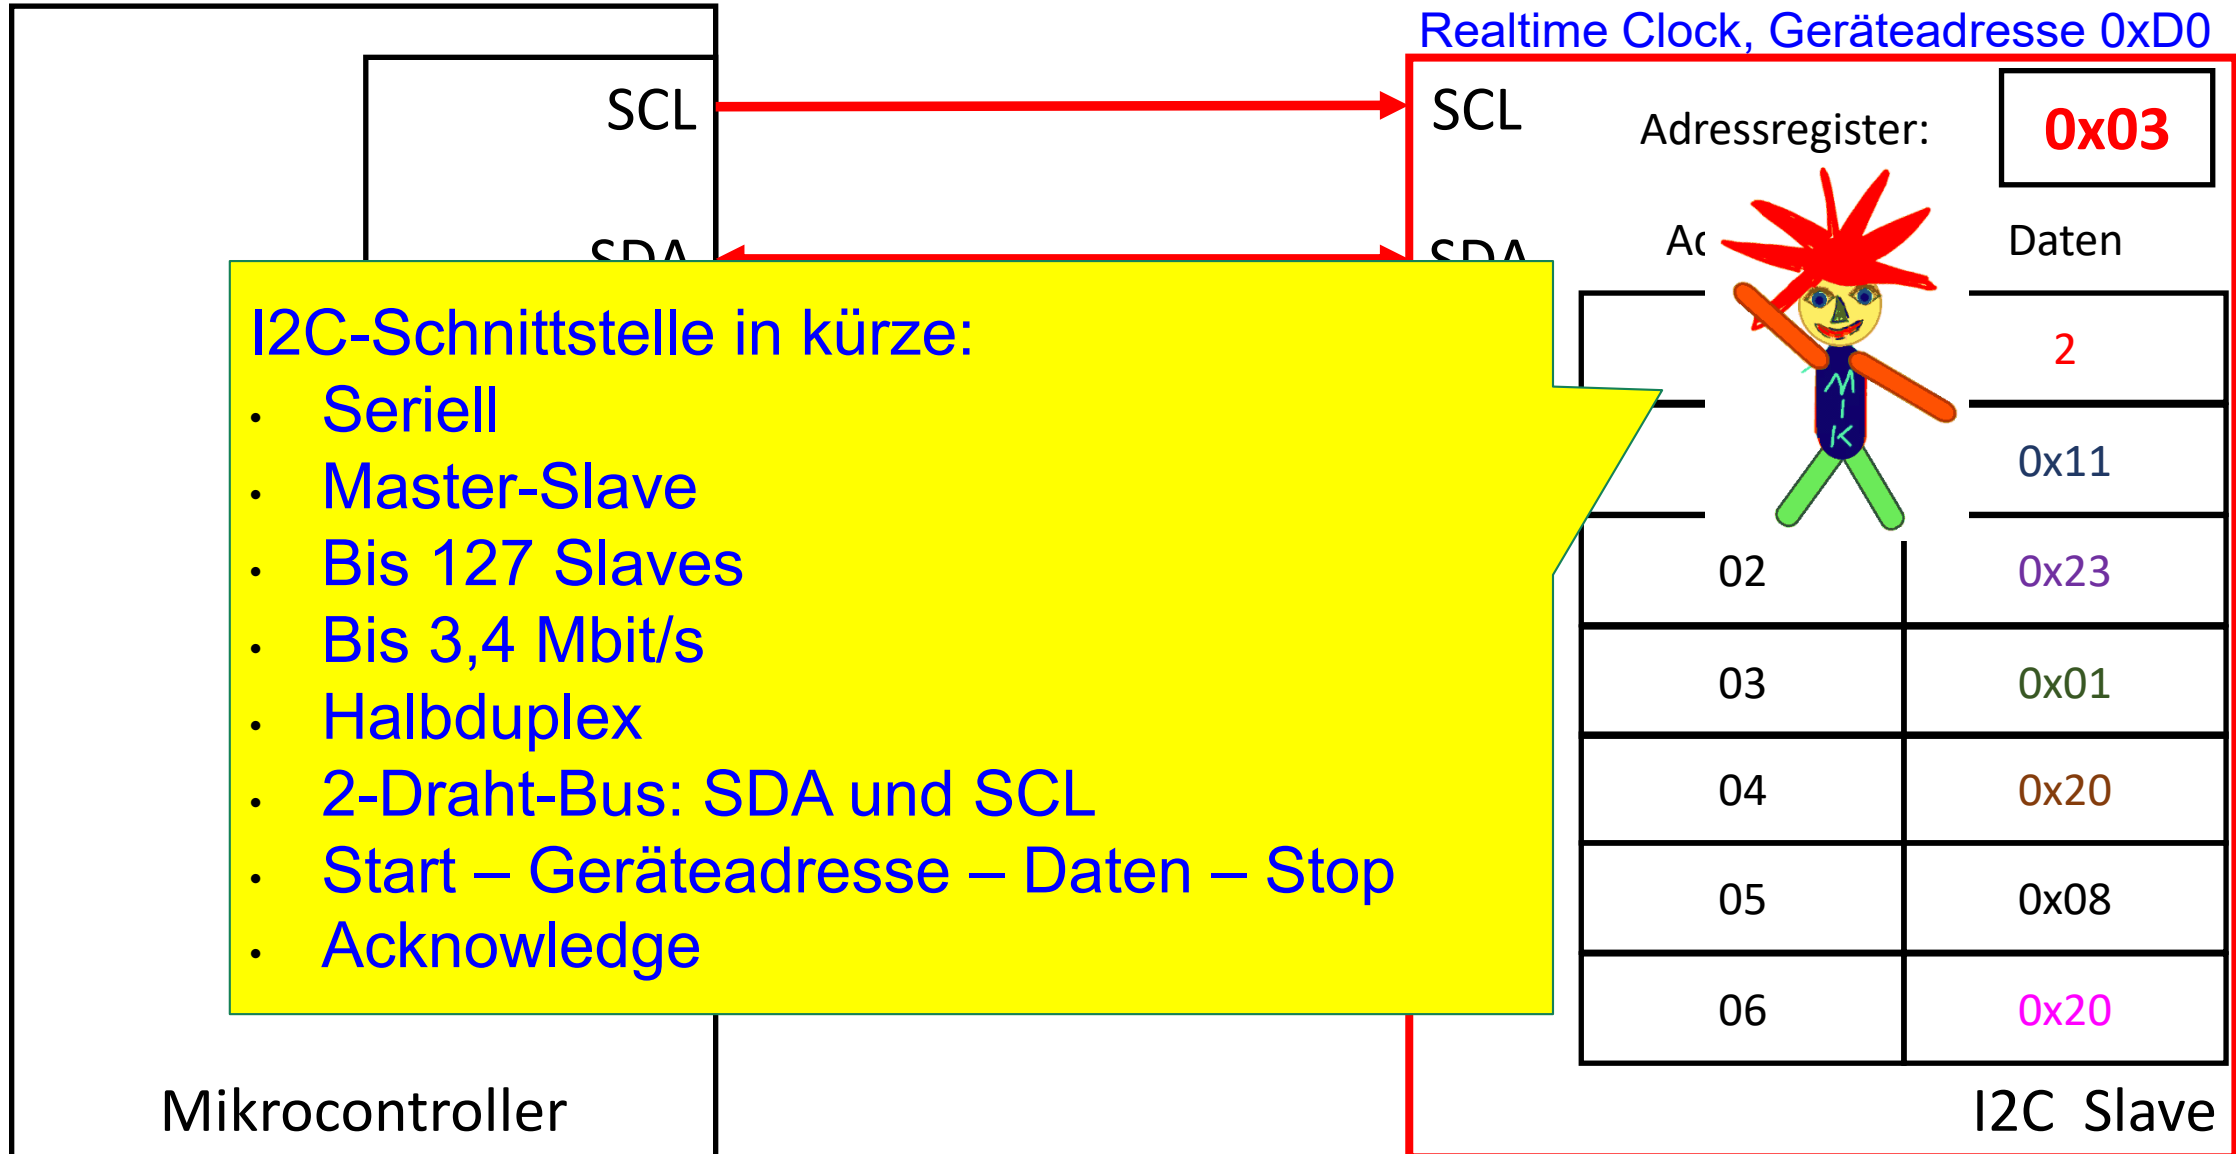 Realtime Clock, Geräteadresse 0xD0
SCL
SCL
Adressregister:
0x03
SDA
SDA
Daten
I2C-Schnittstelle in kürze:
• Seriell
• Master-Slave
• Bis 127 Slaves
• Bis 3,4 Mbit/s
• Halbduplex
• 2-Draht-Bus: SDA und SCL
• Start – Geräteadresse – Daten – Stop
• Acknowledge
2
MIK
0x11
02 0x23
03 0x01
04 0x20
05 0x08
06 0x20
Mikrocontroller
I2C Slave